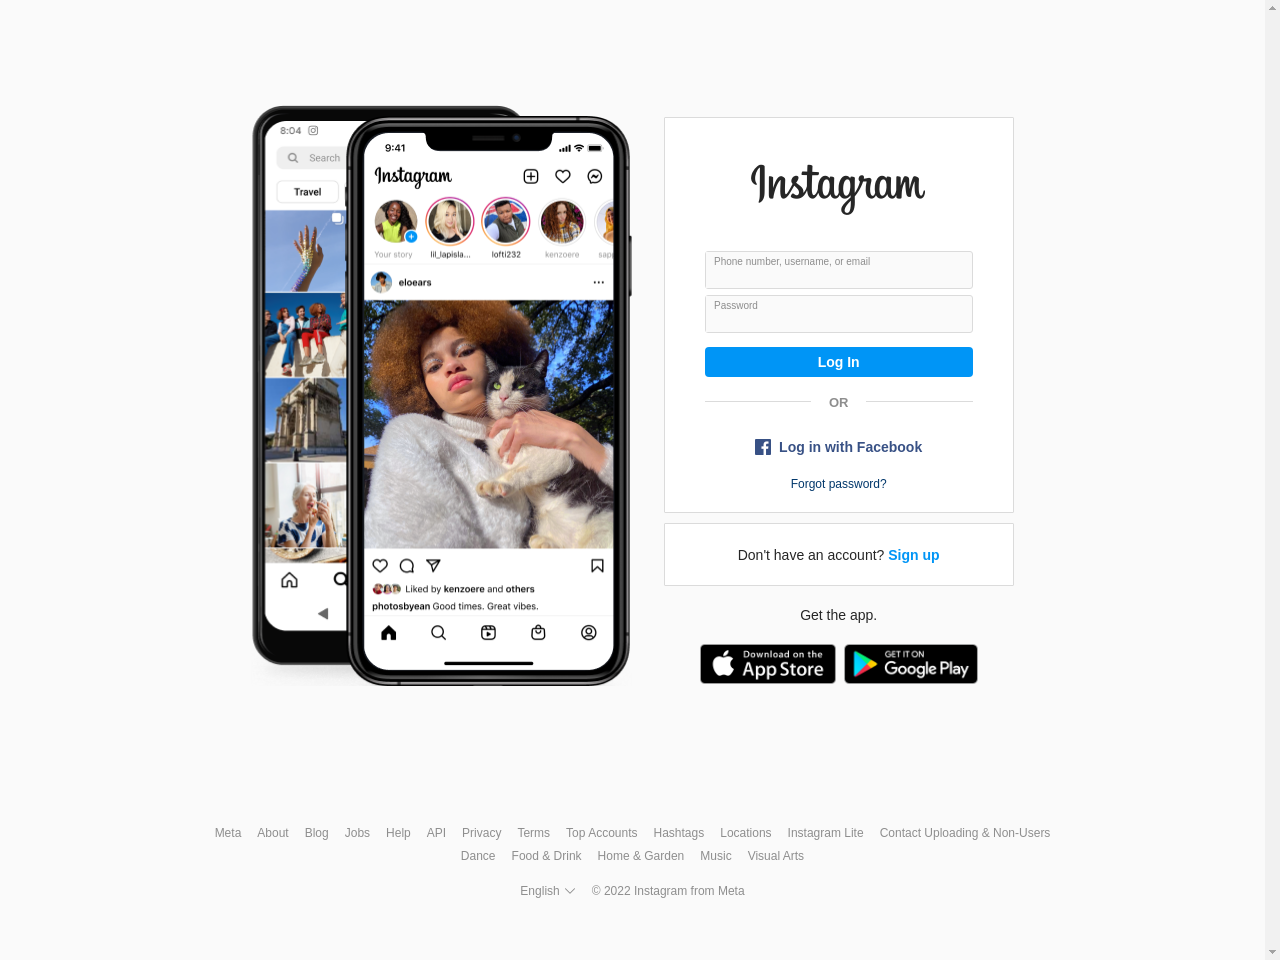 8:04
Search
Travel
9:41
Instagram
Your story
lil_lapisla...
lofti232
kenzoere
sapp
eloears
Liked by kenzoere and others
photosbyean Good times. Great vibes.
Instagram
Phone number, username, or email
Password
Log In
OR
Log in with Facebook
Forgot password?
Don't have an account? Sign up
Get the app.
Download on the
App Store
GET IT ON
Google Play
Meta About Blog Jobs Help API Privacy Terms Top Accounts Hashtags Locations Instagram Lite Contact Uploading & Non-Users
Dance Food & Drink Home & Garden Music Visual Arts
English © 2022 Instagram from Meta